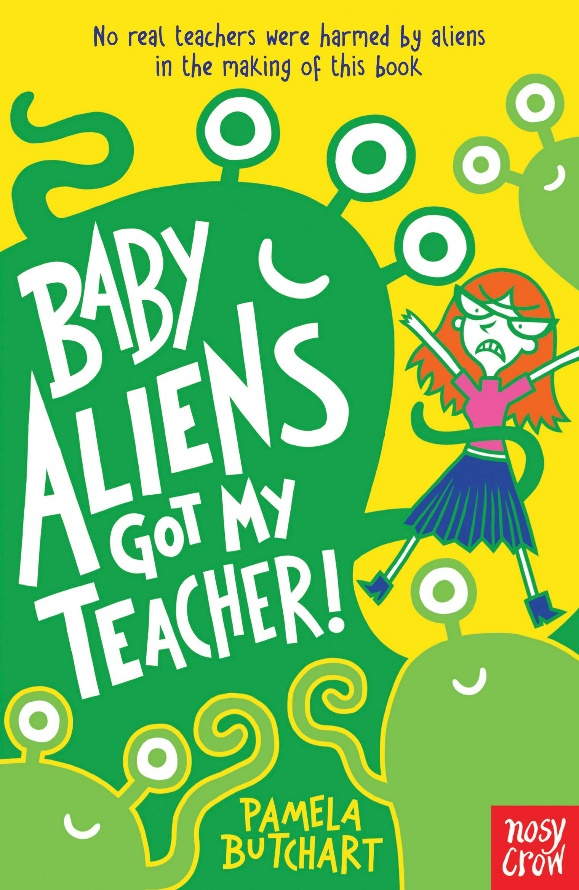 No real teachers were harmed by aliens
in the making of this book
BABY
ALIENS
GOT MY
TEACHER!
PAMELA
BUTCHART
nosy
crow